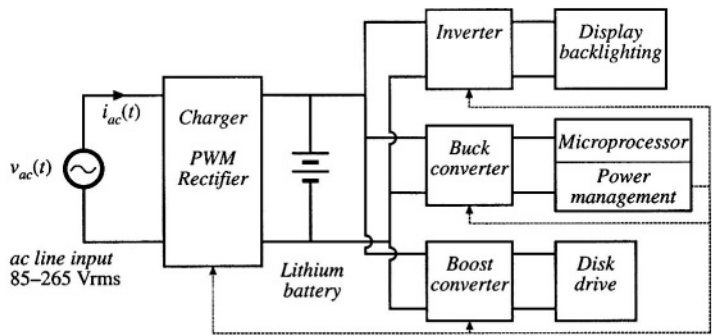 i_ac(t)
v_ac(t)
ac line input
85–265 Vrms
Charger
PWM
Rectifier
Lithium
battery
Inverter
Display
backlighting
Buck
converter
Microprocessor
Power
management
Boost
converter
Disk
drive